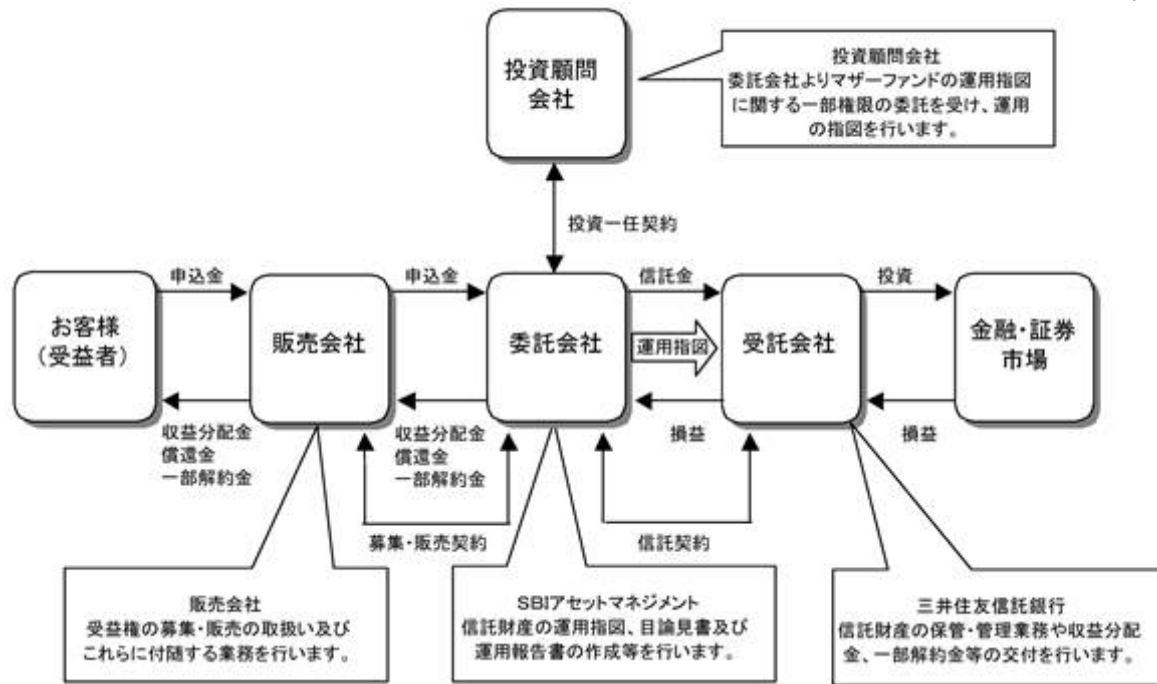 投資顧問
会社
投資顧問会社
委託会社よりマザーファンドの運用指図
に関する一部権限の委託を受け、運用
の指図を行います。
投資一任契約
申込金
申込金
信託金
投資
お客様
（受益者）
販売会社
委託会社
運用指図
受託会社
金融・証券
市場
収益分配金
償還金
一部解約金
収益分配金
償還金
一部解約金
損益
損益
募集・販売契約
信託契約
販売会社
受益権の募集・販売の取扱い及び
これらに付随する業務を行います。
ＳＢＩアセットマネジメント
信託財産の運用指図、目論見書及び
運用報告書の作成等を行います。
三井住友信託銀行
信託財産の保管・管理業務や収益分配
金、一部解約金等の交付を行います。